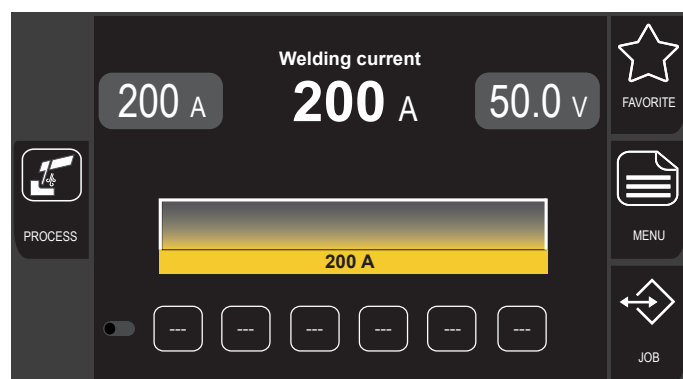 Welding current
200 A
200 A
50.0 V
FAVORITE
PROCESS
MENU
200 A
---
---
---
---
---
---
JOB